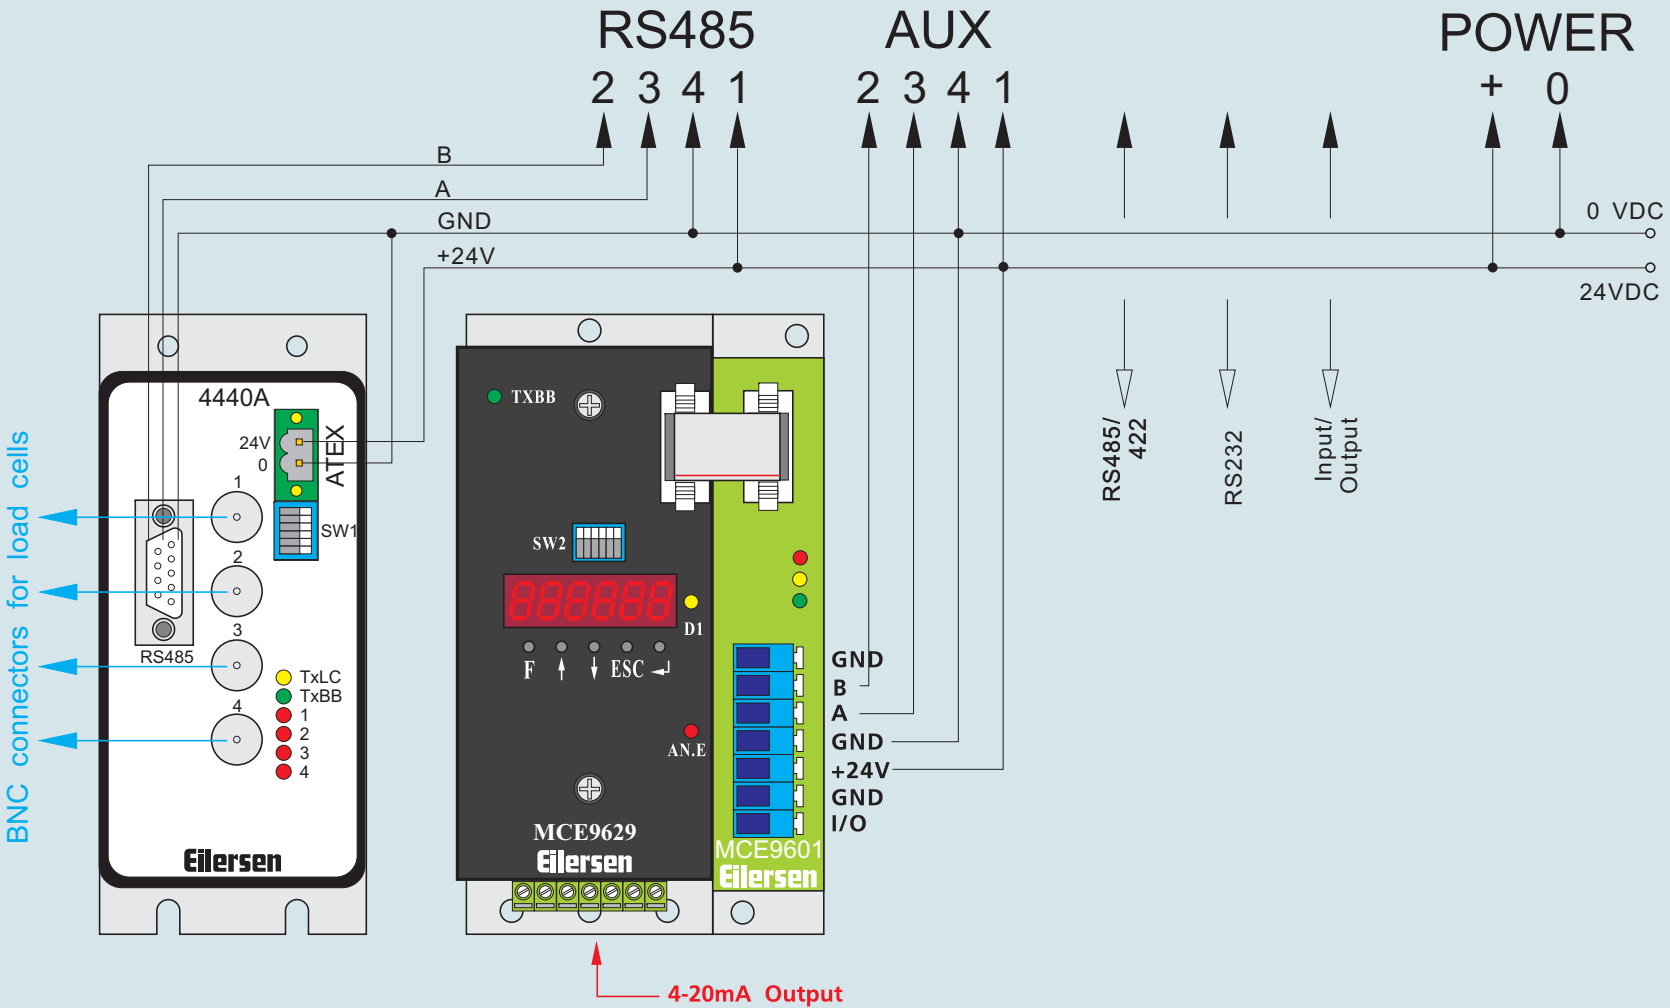 RS485 AUX POWER
2 3 4 1 2 3 4 1 + 0
B
A
GND
+24V
0 VDC
24VDC
RS485/
422
RS232
Input/
Output
BNC connectors for load cells
4440A
24V
0
ATEX
1
SW1
2
3
RS485
4
TxLC
TxBB
1
2
3
4
Eilersen
TXBB
SW2
D1
F ESC
AN.E
MCE9629
Eilersen
GND
B
A
GND
+24V
GND
I/O
MCE9601
Eilersen
4-20mA Output